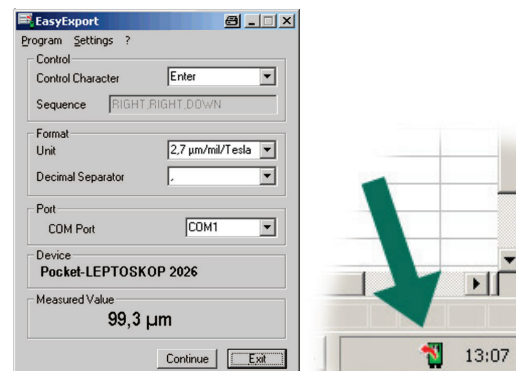 EasyExport
Program Settings ?
Control
Control Character Enter
Sequence RIGHT,RIGHT,DOWN
Format
Unit 2,7 µm/mil/Tesla
Decimal Separator ,
Port
COM Port COM1
Device
Pocket-LEPTOSKOP 2026
Measured Value
99,3 µm
Continue Exit
13:07